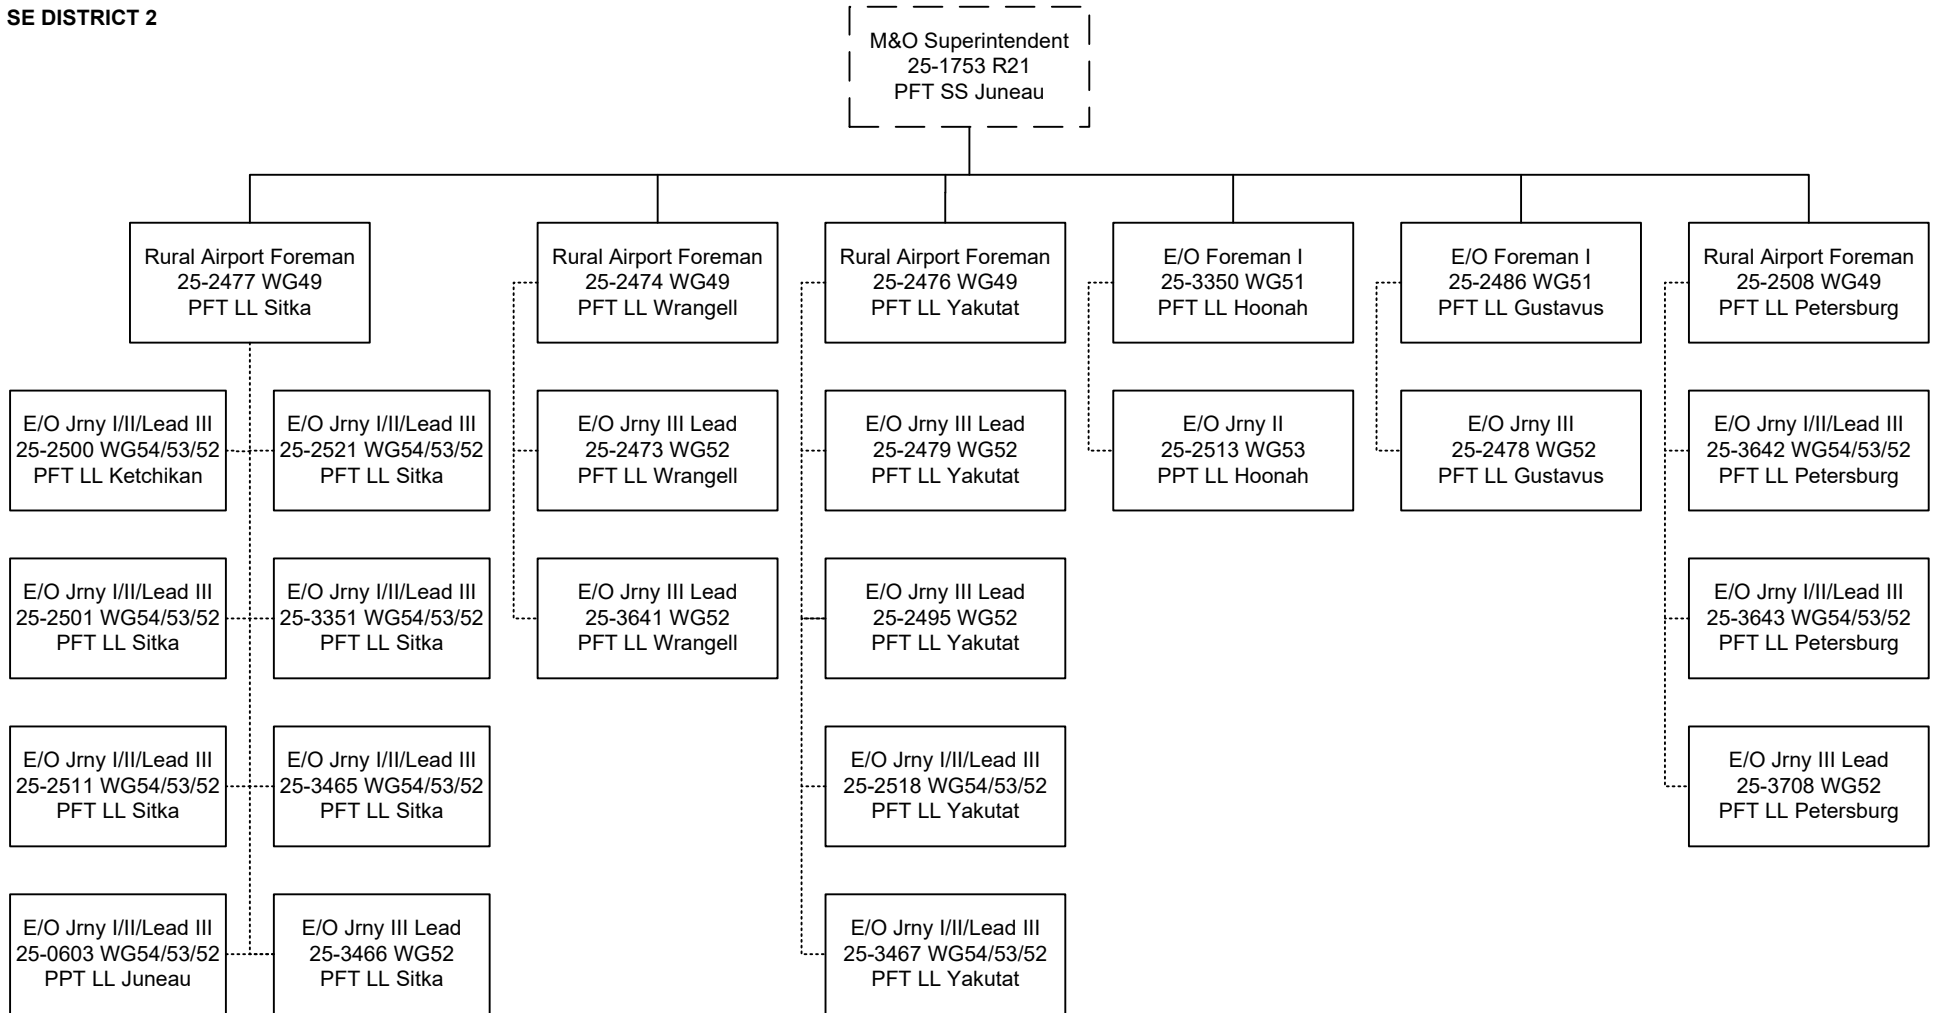 SE DISTRICT 2
M&O Superintendent
25-1753 R21
PFT SS Juneau
Rural Airport Foreman
25-2477 WG49
PFT LL Sitka
Rural Airport Foreman
25-2474 WG49
PFT LL Wrangell
Rural Airport Foreman
25-2476 WG49
PFT LL Yakutat
E/O Foreman I
25-3350 WG51
PFT LL Hoonah
E/O Foreman I
25-2486 WG51
PFT LL Gustavus
Rural Airport Foreman
25-2508 WG49
PFT LL Petersburg
E/O Jrny I/II/Lead III
25-2500 WG54/53/52
PFT LL Ketchikan
E/O Jrny I/II/Lead III
25-2521 WG54/53/52
PFT LL Sitka
E/O Jrny III Lead
25-2473 WG52
PFT LL Wrangell
E/O Jrny III Lead
25-2479 WG52
PFT LL Yakutat
E/O Jrny II
25-2513 WG53
PPT LL Hoonah
E/O Jrny III
25-2478 WG52
PFT LL Gustavus
E/O Jrny I/II/Lead III
25-3642 WG54/53/52
PFT LL Petersburg
E/O Jrny I/II/Lead III
25-2501 WG54/53/52
PFT LL Sitka
E/O Jrny I/II/Lead III
25-3351 WG54/53/52
PFT LL Sitka
E/O Jrny III Lead
25-3641 WG52
PFT LL Wrangell
E/O Jrny III Lead
25-2495 WG52
PFT LL Yakutat
E/O Jrny I/II/Lead III
25-3643 WG54/53/52
PFT LL Petersburg
E/O Jrny I/II/Lead III
25-2511 WG54/53/52
PFT LL Sitka
E/O Jrny I/II/Lead III
25-3465 WG54/53/52
PFT LL Sitka
E/O Jrny I/II/Lead III
25-2518 WG54/53/52
PFT LL Yakutat
E/O Jrny III Lead
25-3708 WG52
PFT LL Petersburg
E/O Jrny I/II/Lead III
25-0603 WG54/53/52
PPT LL Juneau
E/O Jrny III Lead
25-3466 WG52
PFT LL Sitka
E/O Jrny I/II/Lead III
25-3467 WG54/53/52
PFT LL Yakutat